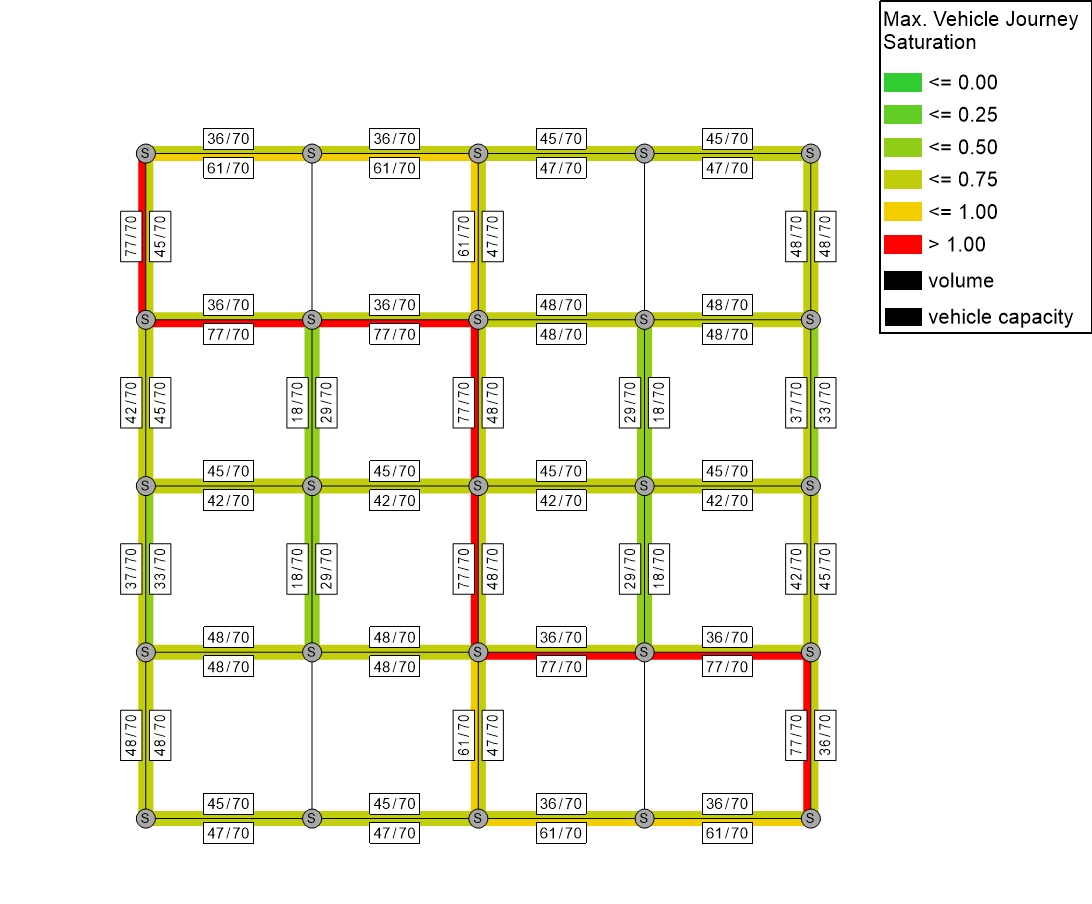 Max. Vehicle Journey
Saturation
<= 0.00
<= 0.25
<= 0.50
<= 0.75
<= 1.00
> 1.00
volume
vehicle capacity
36/70 36/70 45/70 45/70
S S S S S
61/70 61/70 47/70 47/70
77/70 45/70 61/70 47/70 48/70 48/70
36/70 36/70 48/70 48/70
S S S S S
77/70 77/70 48/70 48/70
42/70 45/70 18/70 29/70 77/70 48/70 29/70 18/70 37/70 33/70
45/70 45/70 45/70 45/70
S S S S S
42/70 42/70 42/70 42/70
37/70 33/70 18/70 29/70 77/70 48/70 29/70 18/70 42/70 45/70
48/70 48/70 36/70 36/70
S S S S S
48/70 48/70 77/70 77/70
48/70 48/70 61/70 47/70 77/70 36/70
45/70 45/70 36/70 36/70
S S S S S
47/70 47/70 61/70 61/70